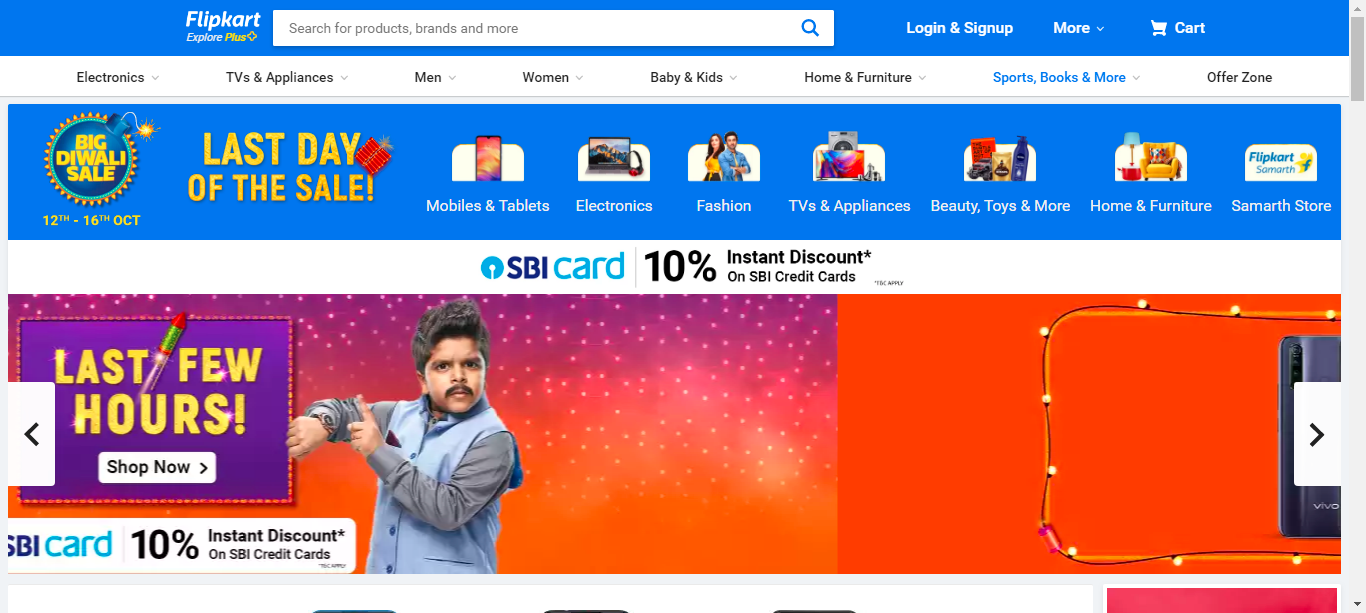 Flipkart
Explore Plus
Search for products, brands and more
Login & Signup
More
Cart
Electronics
TVs & Appliances
Men
Women
Baby & Kids
Home & Furniture
Sports, Books & More
Offer Zone
BIG
DIWALI
SALE
12TH - 16TH OCT
LAST DAY
OF THE SALE!
Mobiles & Tablets
Electronics
Fashion
TVs & Appliances
Beauty, Toys & More
Home & Furniture
Flipkart
Samarth
Samarth Store
SBI card
10%
Instant Discount*
On SBI Credit Cards
*T&C APPLY
LAST FEW
HOURS!
Shop Now
SBI card
10%
Instant Discount*
On SBI Credit Cards
*T&C APPLY
vivo